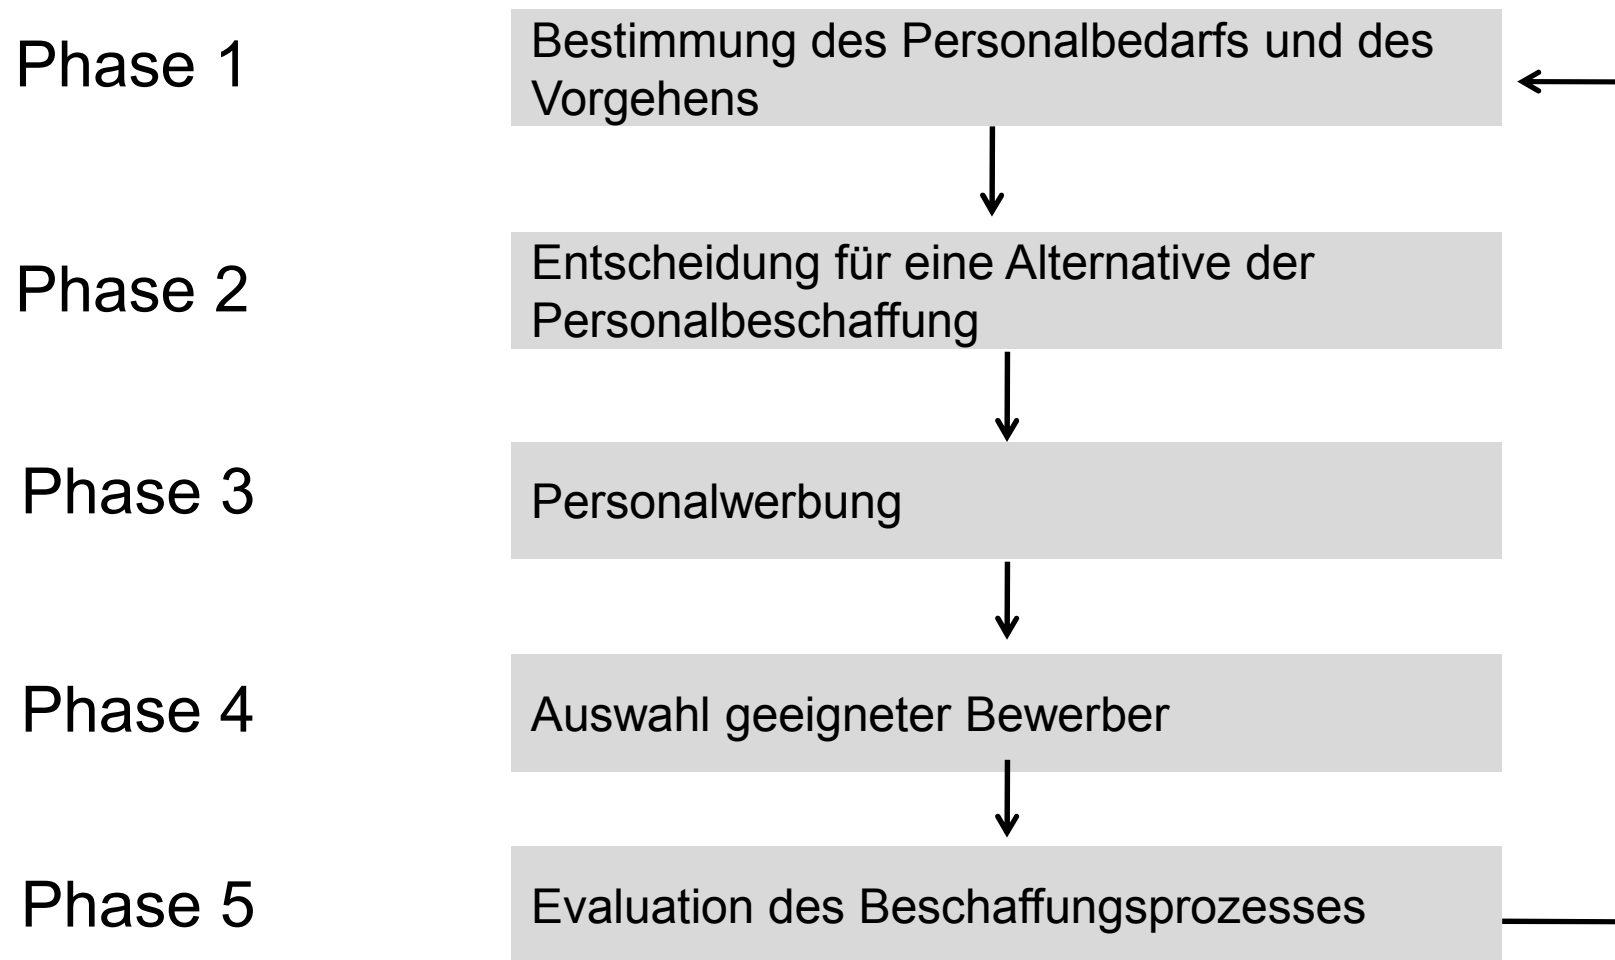 Phase 1
Bestimmung des Personalbedarfs und des
Vorgehens
Phase 2
Entscheidung für eine Alternative der
Personalbeschaffung
Phase 3
Personalwerbung
Phase 4
Auswahl geeigneter Bewerber
Phase 5
Evaluation des Beschaffungsprozesses